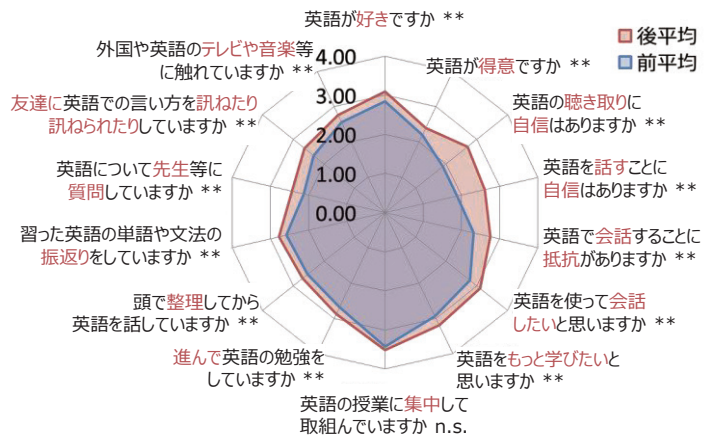 英語が好きですか **
後平均
前平均
英語が得意ですか **
英語の聴き取りに
自信はありますか **
英語を話すことに
自信はありますか **
英語で会話することに
抵抗がありますか **
英語を使って会話
したいと思いますか **
英語をもっと学びたいと
思いますか **
英語の授業に集中して
取組んでいますか n.s.
進んで英語の勉強を
していますか **
頭で整理してから
英語を話していますか **
習った英語の単語や文法の
振返りをしていますか **
英語について先生等に
質問していますか **
友達に英語での言い方を訊ねたり
訊ねられたりしていますか **
外国や英語のテレビや音楽等
に触れていますか **
4.00
3.00
2.00
1.00
0.00